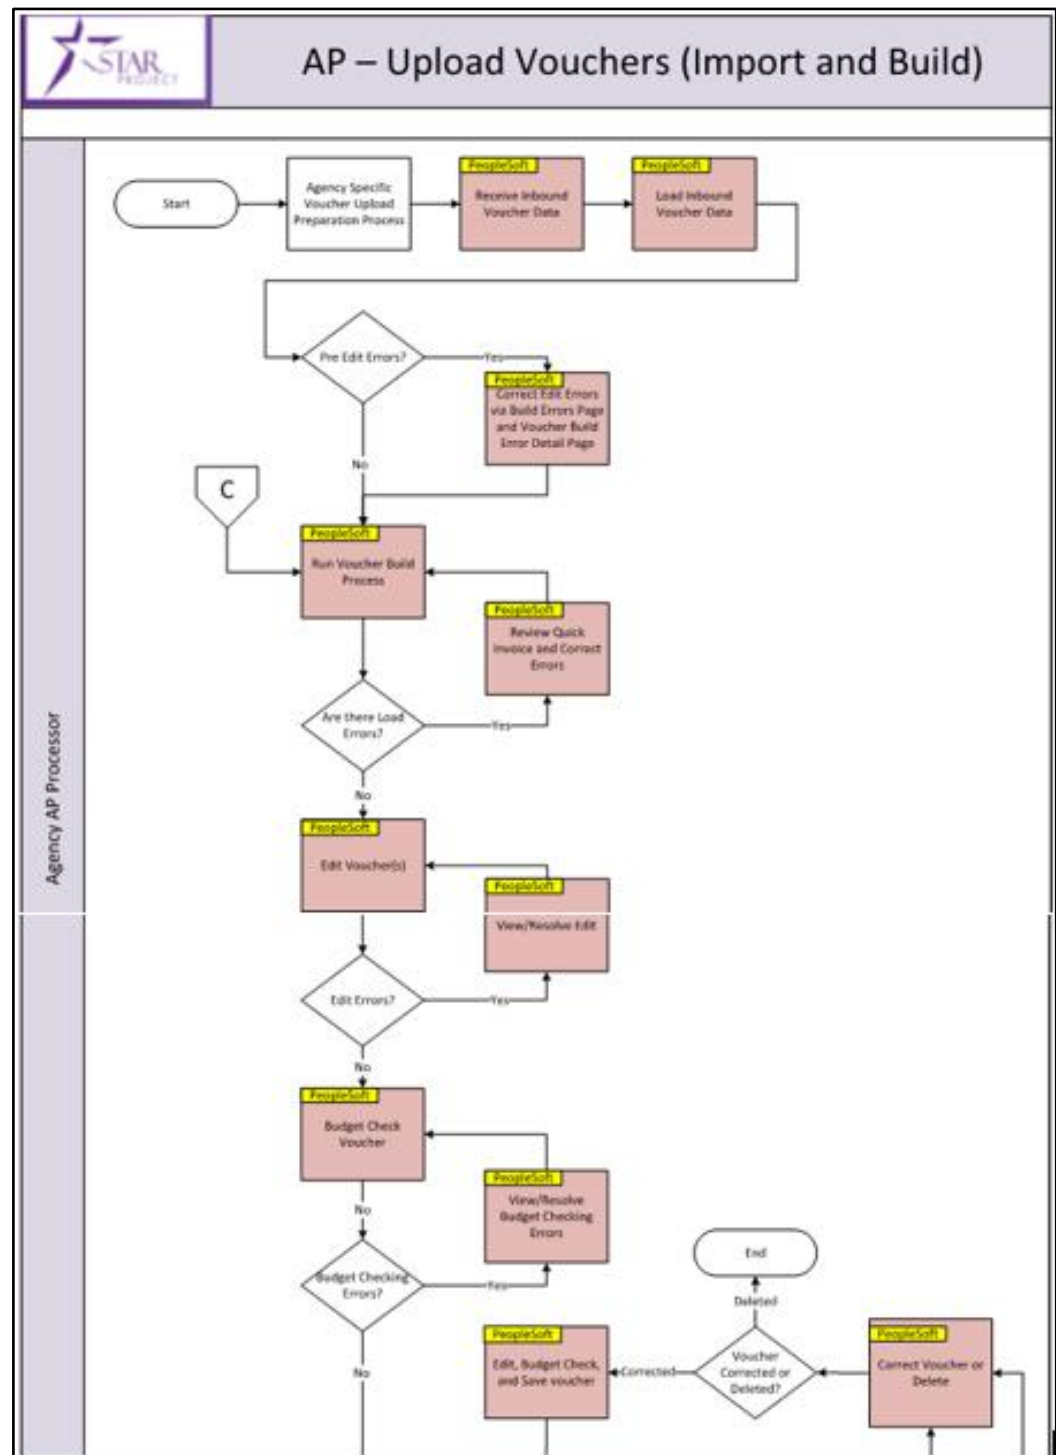 STAR
PROJECT
AP – Upload Vouchers (Import and Build)
Agency AP Processor
Start
Agency Specific
Voucher Upload
Preparation Process
PeopleSoft
Receive Inbound
Voucher Data
PeopleSoft
Load Inbound
Voucher Data
Pre Edit Errors?
Yes
PeopleSoft
Correct Edit Errors
via Build Errors Page
and Voucher Build
Error Detail Page
No
C
PeopleSoft
Run Voucher Build
Process
PeopleSoft
Review Quick
Invoice and Correct
Errors
Are there Load
Errors?
Yes
No
PeopleSoft
Edit Voucher(s)
PeopleSoft
View/Resolve Edit
Edit Errors?
Yes
No
PeopleSoft
Budget Check
Voucher
No
PeopleSoft
View/Resolve
Budget Checking
Errors
Budget Checking
Errors?
Yes
End
Deleted
No
PeopleSoft
Edit, Budget Check,
and Save voucher
Corrected
Voucher
Corrected or
Deleted?
PeopleSoft
Correct Voucher or
Delete